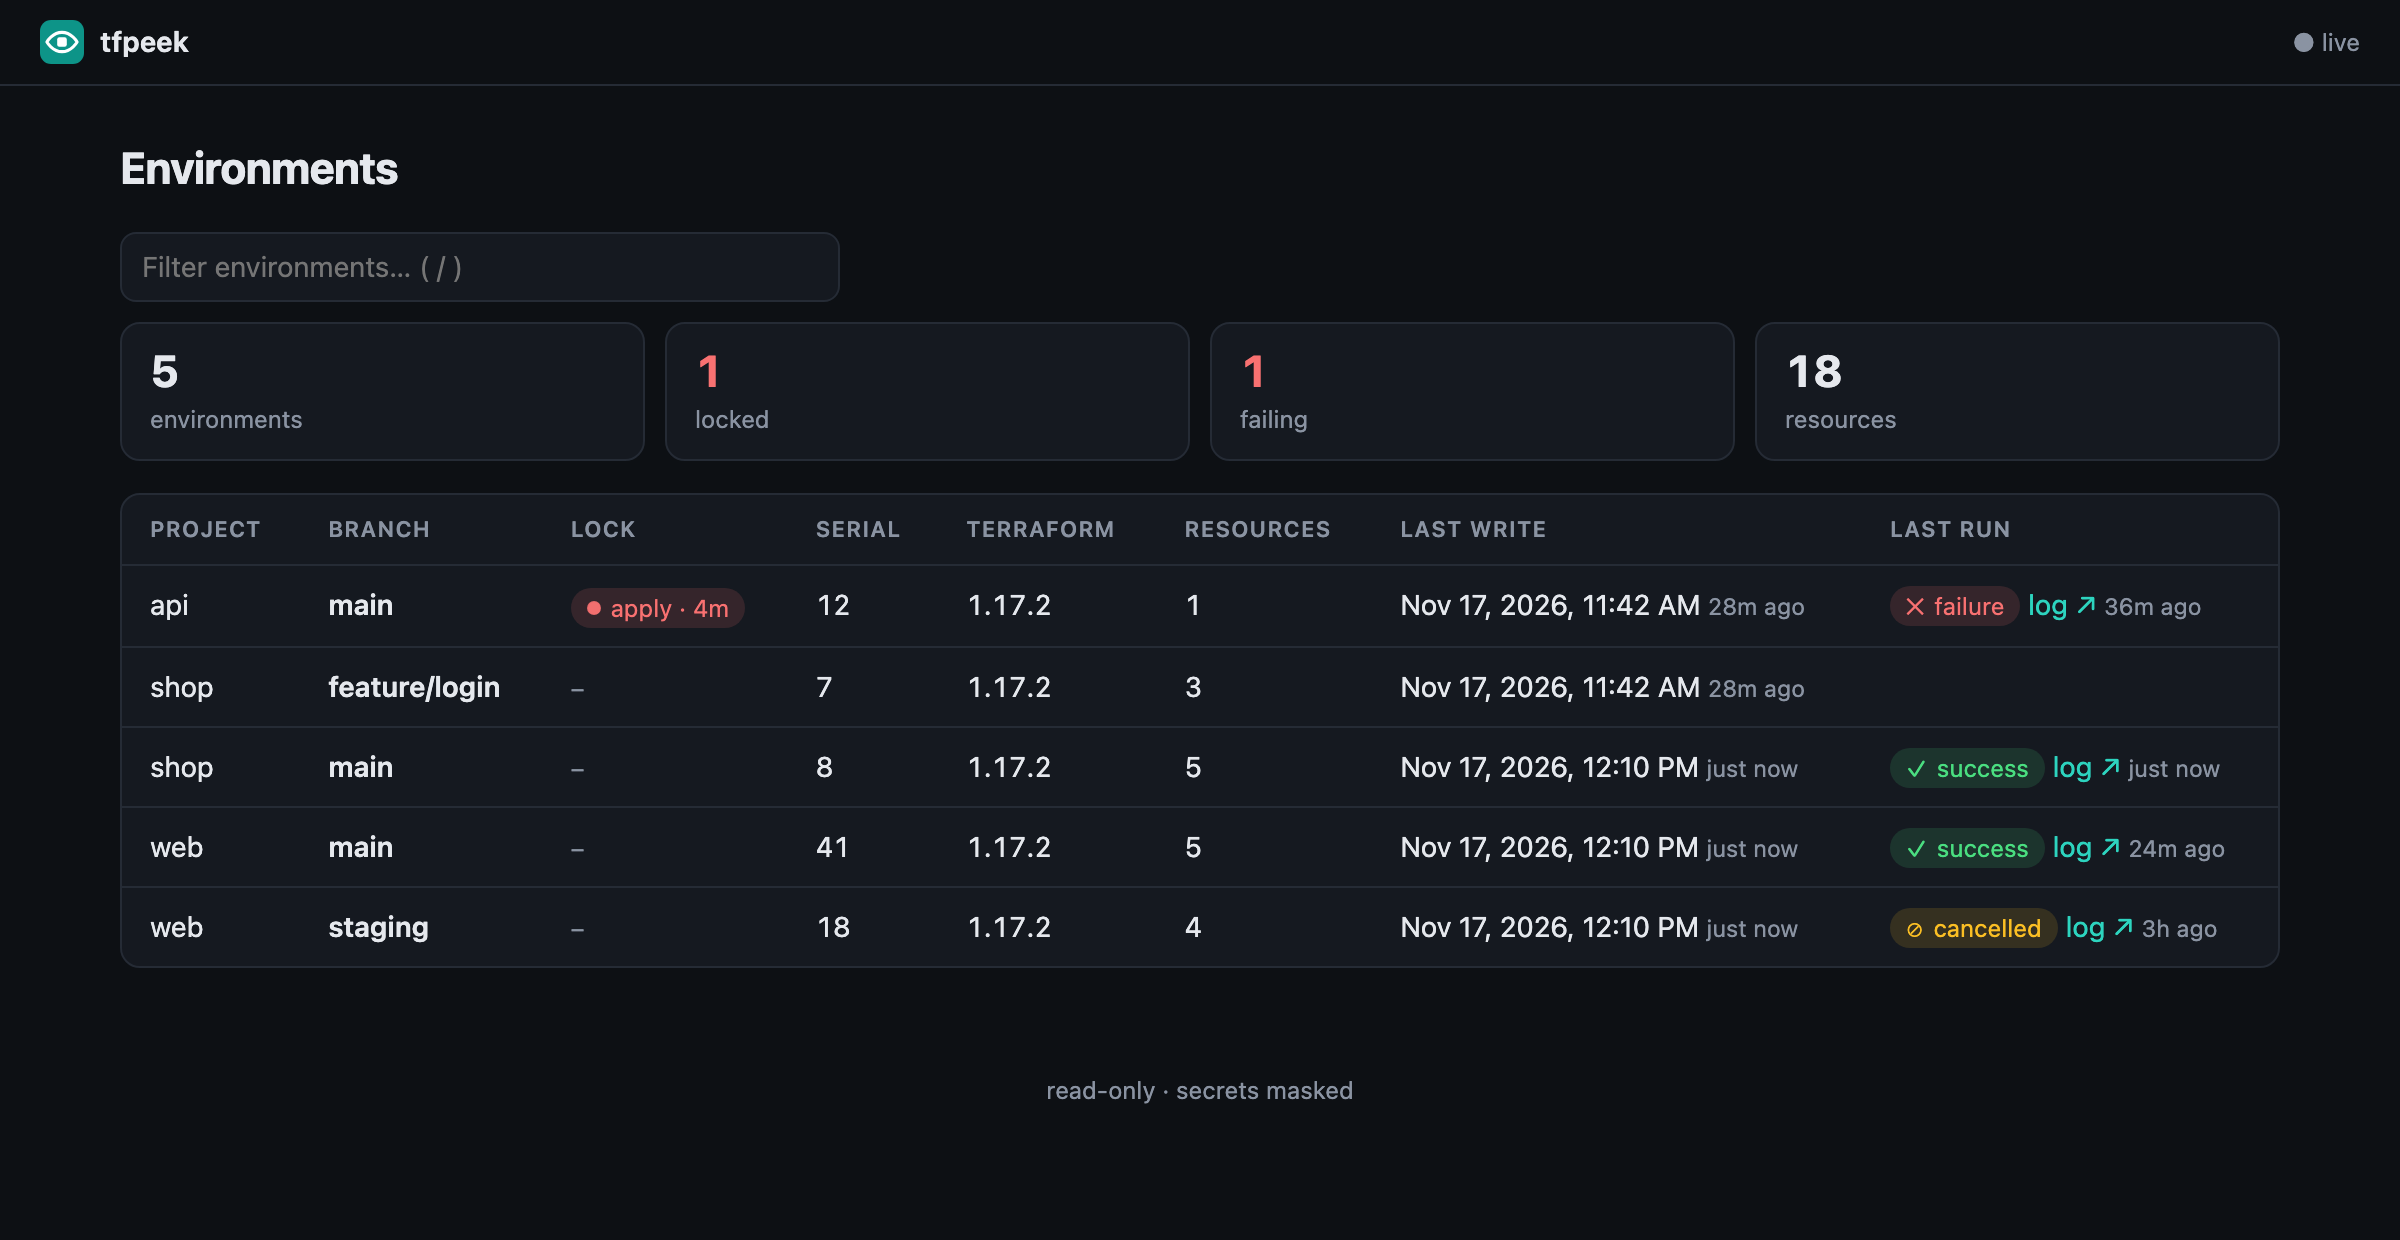 tfpeek live
Environments
Filter environments... ( / )
5 1 1 18
environments locked failing resources
PROJECT BRANCH LOCK SERIAL TERRAFORM RESOURCES LAST WRITE LAST RUN
api main apply · 4m 12 1.17.2 1 Nov 17, 2026, 11:42 AM 28m ago failure log ↗ 36m ago
shop feature/login – 7 1.17.2 3 Nov 17, 2026, 11:42 AM 28m ago
shop main – 8 1.17.2 5 Nov 17, 2026, 12:10 PM just now ✓ success log ↗ just now
web main – 41 1.17.2 5 Nov 17, 2026, 12:10 PM just now ✓ success log ↗ 24m ago
web staging – 18 1.17.2 4 Nov 17, 2026, 12:10 PM just now ⊘ cancelled log ↗ 3h ago
read-only · secrets masked